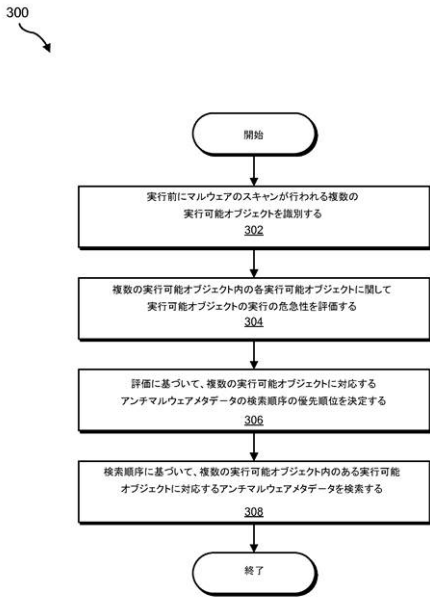 300
開始
実行前にマルウェアのスキャンが行われる複数の
実行可能オブジェクトを識別する
302
複数の実行可能オブジェクト内の各実行可能オブジェクトに関して
実行可能オブジェクトの実行の危急性を評価する
304
評価に基づいて、複数の実行可能オブジェクトに対応する
アンチマルウェアメタデータの検索順序の優先順位を決定する
306
検索順序に基づいて、複数の実行可能オブジェクト内のある実行可能
オブジェクトに対応するアンチマルウェアメタデータを検索する
308
終了